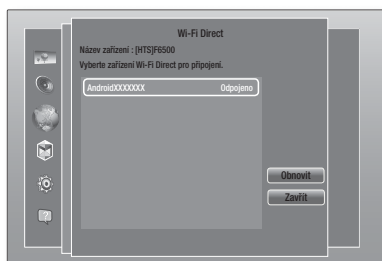 Wi-Fi Direct
Název zařízení : [HTS]F6500
Vyberte zařízení Wi-Fi Direct pro připojení.
AndroidXXXXXXX Odpojeno
Obnovit
Zavřít